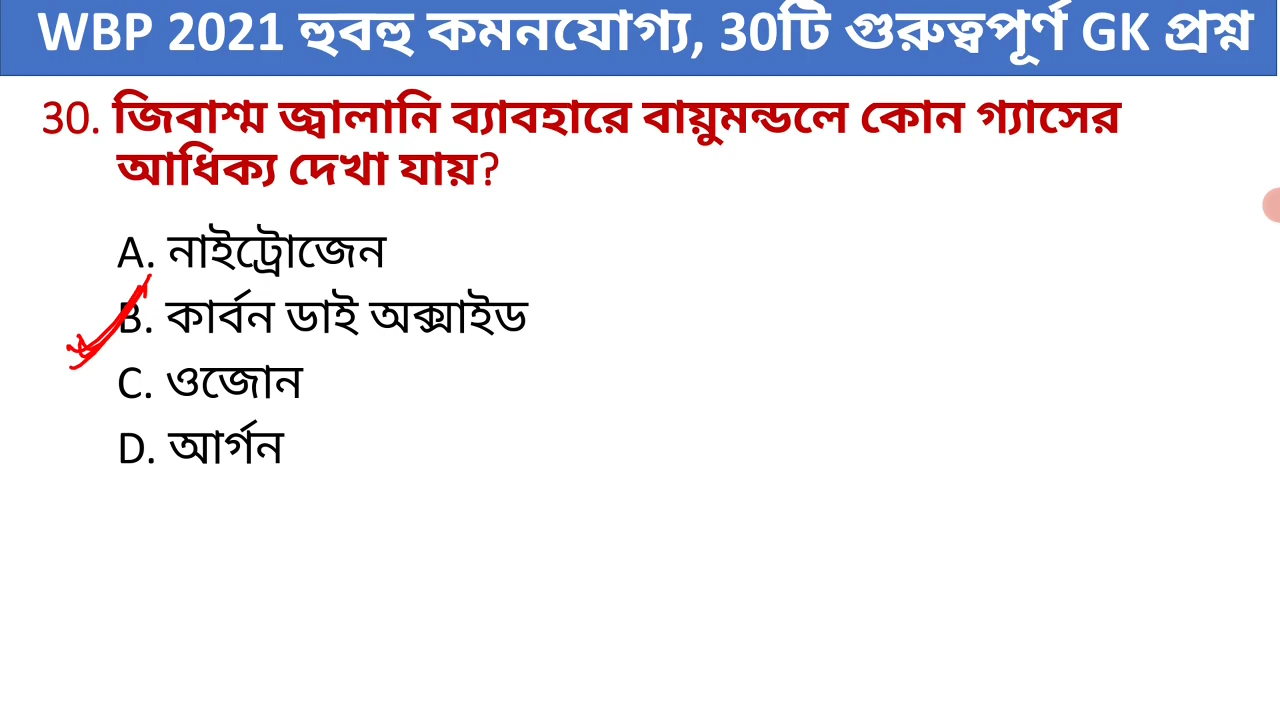 WBP 2021 হুবহু কমনযোগ্য, 30টি গুরুত্বপূর্ণ GK প্রশ্ন
30. জিবাশ্ম জ্বালানি ব্যাবহারে বায়ুমন্ডলে কোন গ্যাসের
আধিক্য দেখা যায়?
A. নাইট্রোজেন
B. কার্বন ডাই অক্সাইড
C. ওজোন
D. আর্গন